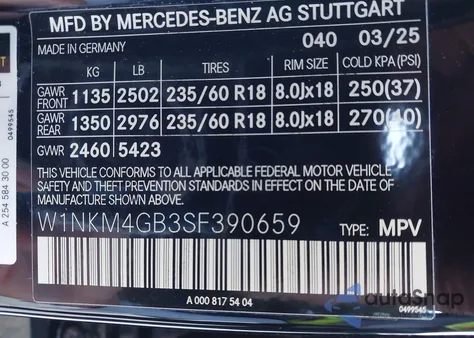 MFD BY MERCEDES-BENZ AG STUTTGART
MADE IN GERMANY 040 03/25
KG LB TIRES RIM SIZE COLD KPA (PSI)
GAWR FRONT 1135 2502 235/60 R18 8.0Jx18 250(37)
GAWR REAR 1350 2976 235/60 R18 8.0Jx18 270(40)
GVWR 2460 5423
THIS VEHICLE CONFORMS TO ALL APPLICABLE FEDERAL MOTOR VEHICLE
SAFETY AND THEFT PREVENTION STANDARDS IN EFFECT ON THE DATE
OF MANUFACTURE SHOWN ABOVE.
W1NKM4GB3SF390659 TYPE: MPV
A 000 817 54 04
0499545
autoSnap
A 254 584 30 00
0499545